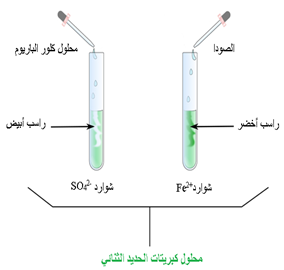 الصودا
محلول كلور الباريوم
راسب أخضر
راسب أبيض
شوارد Fe²⁺
شوارد SO₄²⁻
محلول كبريتات الحديد الثنائي